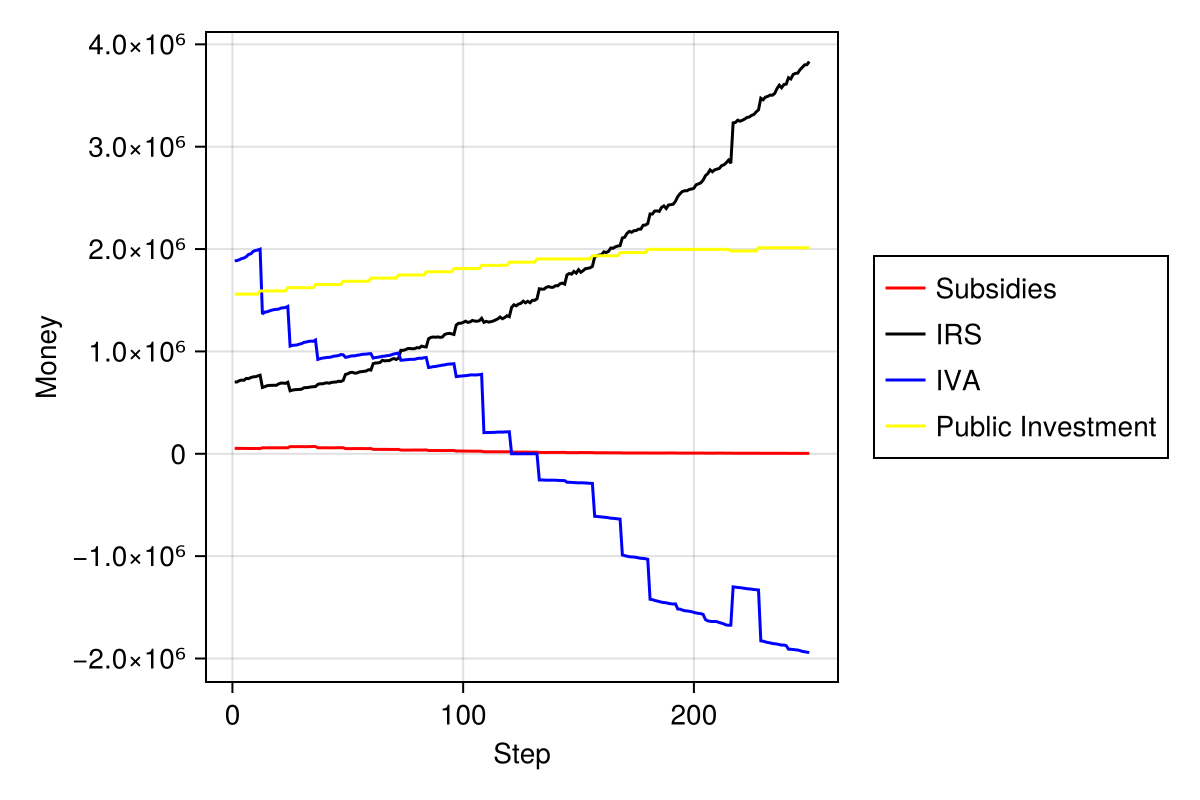 4.0×10⁶
3.0×10⁶
2.0×10⁶
1.0×10⁶
0
−1.0×10⁶
−2.0×10⁶
Money
0 100 200
Step
Subsidies
IRS
IVA
Public Investment